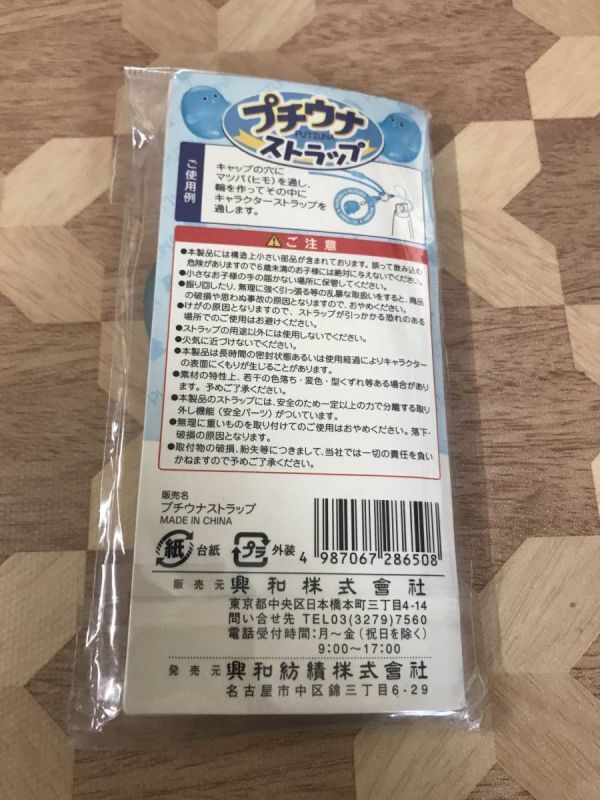 プチウナ
PUTIUNA
ストラップ
ご使用例
キャップの穴に
マツバ(ヒモ)を通し、
輪を作ってその中に
キャラクターストラップを
通します。
ご注意
●本製品には構造上小さい部品が含まれております。誤って飲み込む
危険がありますので6歳未満のお子様には絶対に与えないでください。
●小さなお子様の手の届かない場所に保管してください。
●振り回したり、無理に強く引っ張る等の乱暴な取扱いをすると、商品
の破損や思わぬ事故の原因となりますので、おやめください。
●けがの原因となりますので、ストラップが引っかかる恐れのある
場所でのご使用はお避けください。
●ストラップの用途以外には使用しないでください。
●火気に近づけないでください。
●本製品は長時間の密封状態あるいは使用経過によりキャラクター
の表面にくもりが生じることがあります。
●素材の特性上、若干の色落ち・変色・型くずれ等ある場合があり
ます。予めご了承ください。
●本製品のストラップには、安全のため一定以上の力で分離する取り
外し機能(安全パーツ)がついています。
●無理に重いものを取り付けてのご使用はおやめください。落下・
破損の原因となります。
●取付物の破損、紛失等につきまして、当社では一切の責任を負い
かねますので予めご了承ください。
販売名
プチウナストラップ
MADE IN CHINA
紙 台紙 プラ 外装
4 987067 286508
販売元 興和株式會社
東京都中央区日本橋本町三丁目4-14
問い合せ先 TEL03(3279)7560
電話受付時間:月〜金(祝日を除く)
9:00〜17:00
発売元 興和紡績株式會社
名古屋市中区錦三丁目6-29